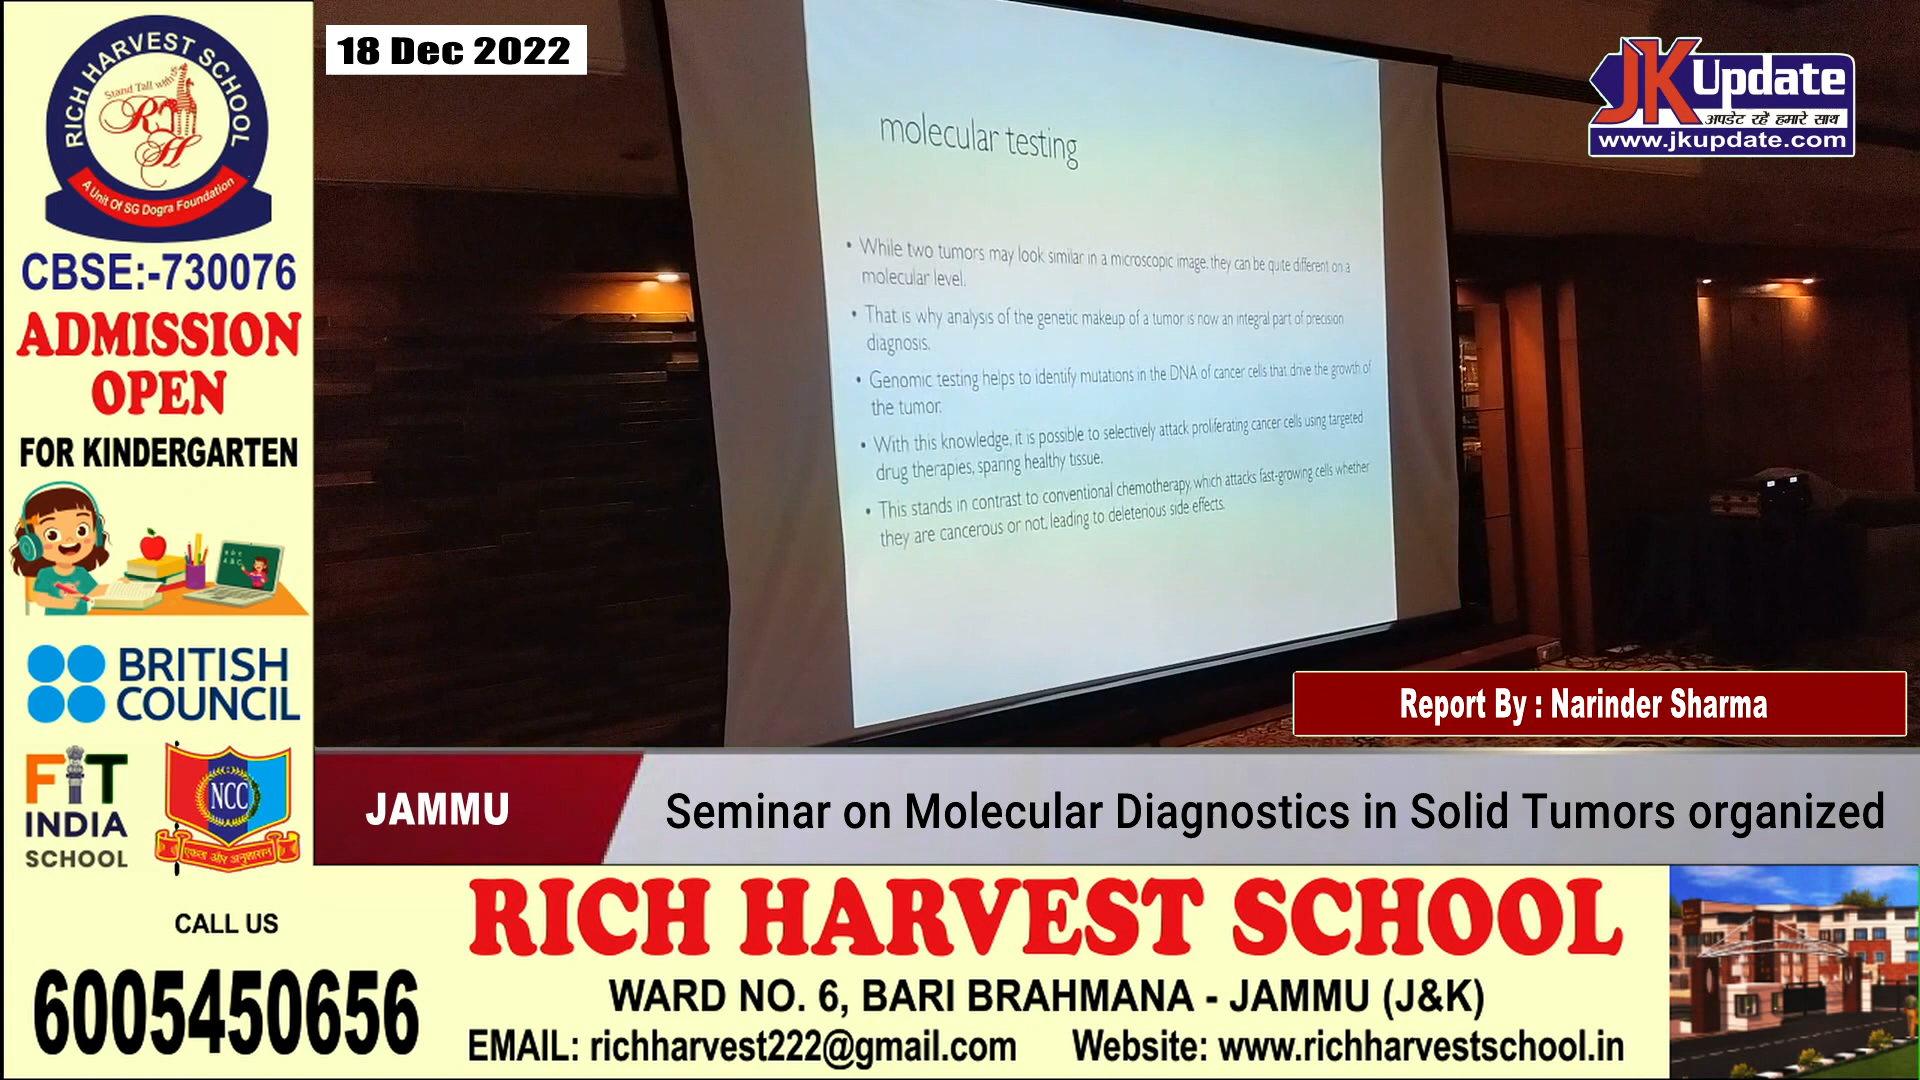 RICH HARVEST SCHOOL
Stand Tall with
RH
A Unit Of SG Dogra Foundation
CBSE:-730076
ADMISSION
OPEN
FOR KINDERGARTEN
BRITISH
COUNCIL
FIT
INDIA
SCHOOL
NCC
एकता और अनुशासन
CALL US
6005450656
18 Dec 2022
JK Update
अपडेट रहें हमारे साथ
www.jkupdate.com
molecular testing
• While two tumors may look similar in a microscopic image, they can be quite different on a
molecular level.
• That is why analysis of the genetic makeup of a tumor is now an integral part of precision
diagnosis.
• Genomic testing helps to identify mutations in the DNA of cancer cells that drive the growth of
the tumor.
• With this knowledge, it is possible to selectively attack proliferating cancer cells using targeted
drug therapies, sparing healthy tissue.
• This stands in contrast to conventional chemotherapy, which attacks fast-growing cells whether
they are cancerous or not, leading to deleterious side effects.
Report By : Narinder Sharma
JAMMU
Seminar on Molecular Diagnostics in Solid Tumors organized
RICH HARVEST SCHOOL
WARD NO. 6, BARI BRAHMANA - JAMMU (J&K)
EMAIL: richharvest222@gmail.com Website: www.richharvestschool.in